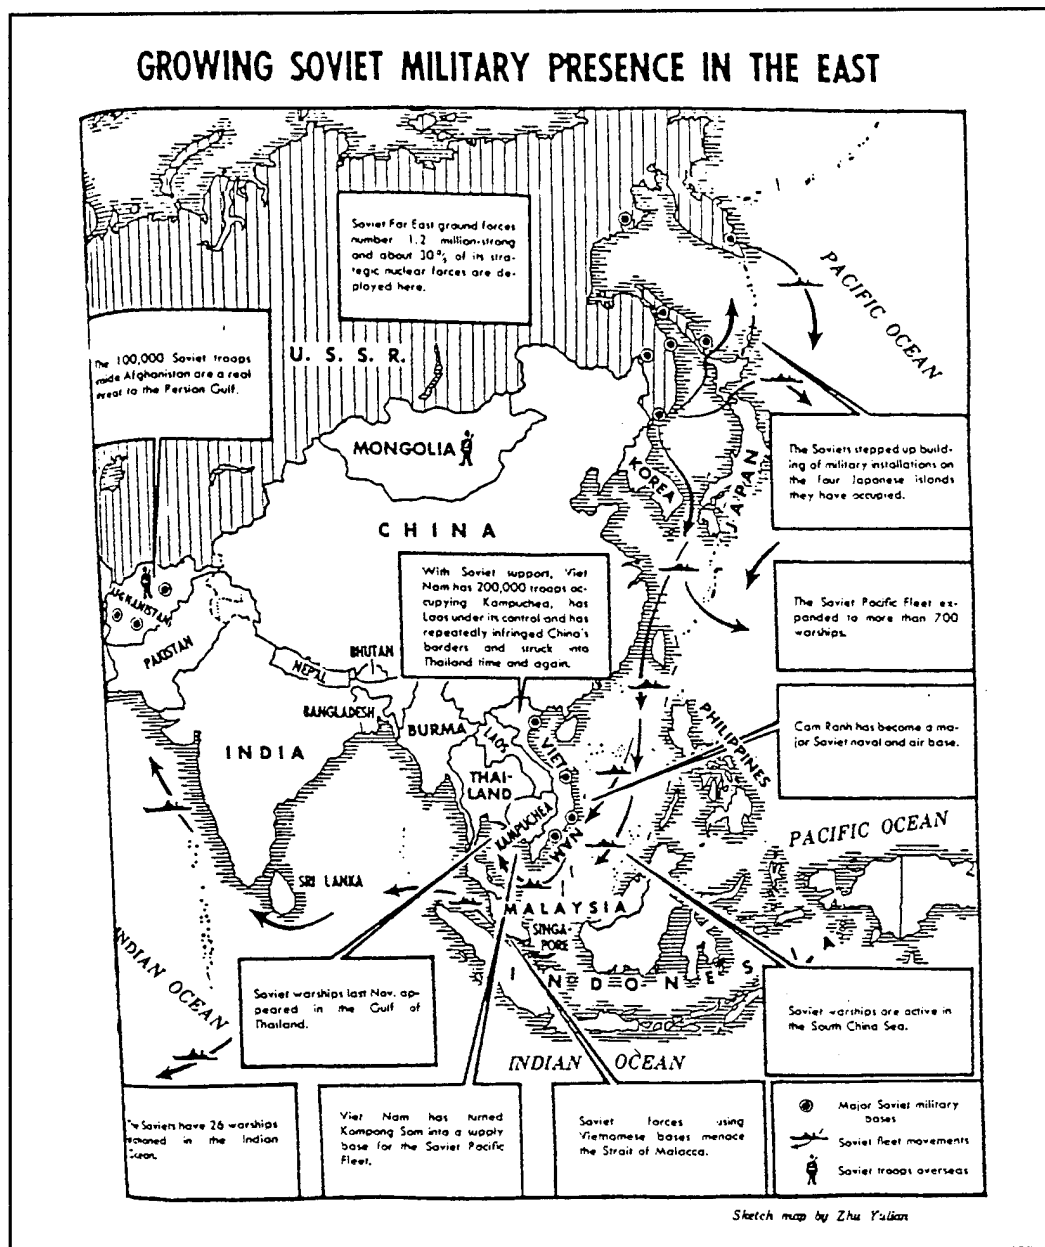 GROWING SOVIET MILITARY PRESENCE IN THE EAST
Soviet Far East ground forces
number 1.2 million-strong
and about 30% of its stra-
tegic nuclear forces are de-
ployed here.
PACIFIC OCEAN
The 100,000 Soviet troops
Afghanistan are a real
to the Persian Gulf.
U. S. S. R.
MONGOLIA
The Soviets stepped up build-
ing of military installations on
the four Japanese islands
they have occupied.
KOREA
JAPAN
CHINA
With Soviet support, Viet
Nam has 200,000 troops oc-
cupying Kampuchea, has
Laos under its control and has
repeatedly infringed China's
borders and struck into
Thailand time and again.
AFGHANISTAN
The Soviet Pacific Fleet ex-
panded to more than 700
warships.
PAKISTAN
NEPAL
BHUTAN
BANGLADESH
BURMA
LAOS
VIET
NAM
PHILIPPINES
Cam Ranh has become a ma-
jor Soviet naval and air base.
INDIA
THAI-
LAND
KAMPUCHEA
PACIFIC OCEAN
SRI LANKA
MALAYSIA
SINGA-
PORE
INDONESIA
INDIAN OCEAN
Soviet warships last Nov. ap-
peared in the Gulf of
Thailand.
Soviet warships are active in
the South China Sea.
INDIAN OCEAN
The Soviets have 26 warships
in the Indian
Viet Nam has turned
Kompong Som into a supply
base for the Soviet Pacific
Fleet.
Soviet forces using
Vietnamese bases menace
the Strait of Malacca.
Major Soviet military
bases
Soviet fleet movements
Soviet troops overseas
Sketch map by Zhu Yulian